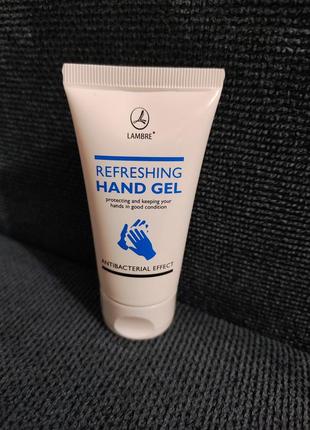 LAMBRE®
REFRESHING
HAND GEL
protecting and keeping your
hands in good condition
ANTIBACTERIAL EFFECT